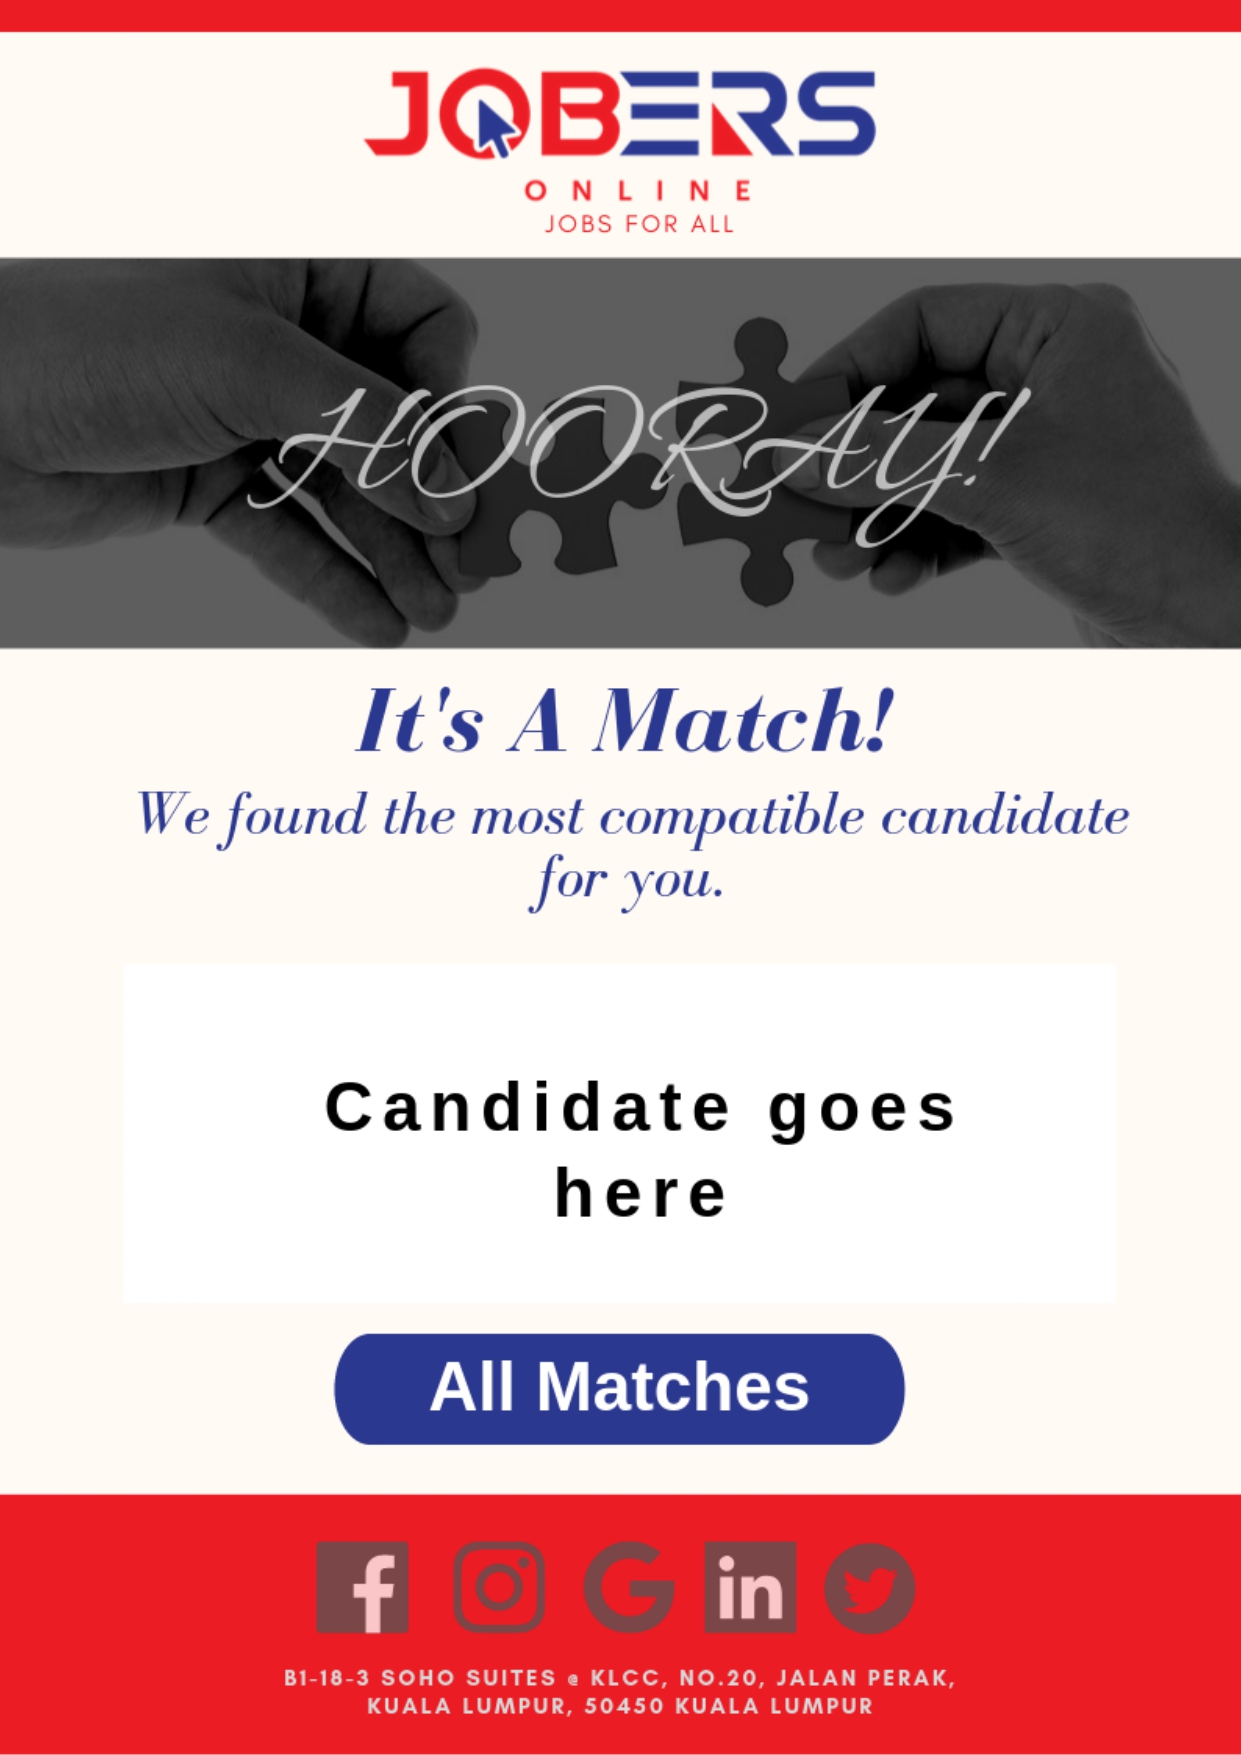 JOBERS
ONLINE
JOBS FOR ALL
HOORAY!
It's A Match!
We found the most compatible candidate
for you.
Candidate goes
here
All Matches
f
G
in
B1-18-3 SOHO SUITES @ KLCC, NO.20, JALAN PERAK,
KUALA LUMPUR, 50450 KUALA LUMPUR